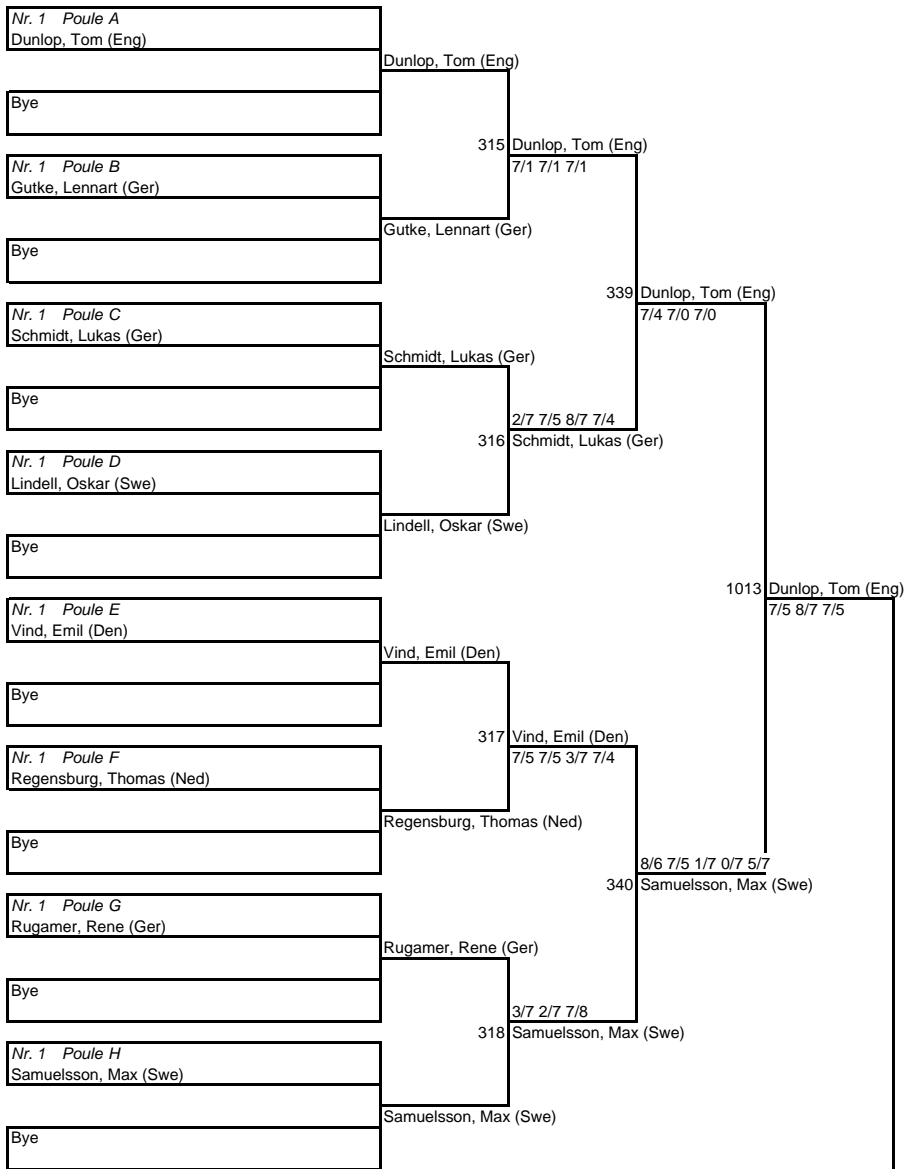 Nr. 1 Poule A
Dunlop, Tom (Eng)
Dunlop, Tom (Eng)
Bye
315 Dunlop, Tom (Eng)
7/1 7/1 7/1
Nr. 1 Poule B
Gutke, Lennart (Ger)
Gutke, Lennart (Ger)
Bye
339 Dunlop, Tom (Eng)
7/4 7/0 7/0
Nr. 1 Poule C
Schmidt, Lukas (Ger)
Schmidt, Lukas (Ger)
Bye
2/7 7/5 8/7 7/4
316 Schmidt, Lukas (Ger)
Nr. 1 Poule D
Lindell, Oskar (Swe)
Lindell, Oskar (Swe)
Bye
1013 Dunlop, Tom (Eng)
7/5 8/7 7/5
Nr. 1 Poule E
Vind, Emil (Den)
Vind, Emil (Den)
Bye
317 Vind, Emil (Den)
7/5 7/5 3/7 7/4
Nr. 1 Poule F
Regensburg, Thomas (Ned)
Regensburg, Thomas (Ned)
Bye
8/6 7/5 1/7 0/7 5/7
340 Samuelsson, Max (Swe)
Nr. 1 Poule G
Rugamer, Rene (Ger)
Rugamer, Rene (Ger)
Bye
3/7 2/7 7/8
318 Samuelsson, Max (Swe)
Nr. 1 Poule H
Samuelsson, Max (Swe)
Samuelsson, Max (Swe)
Bye